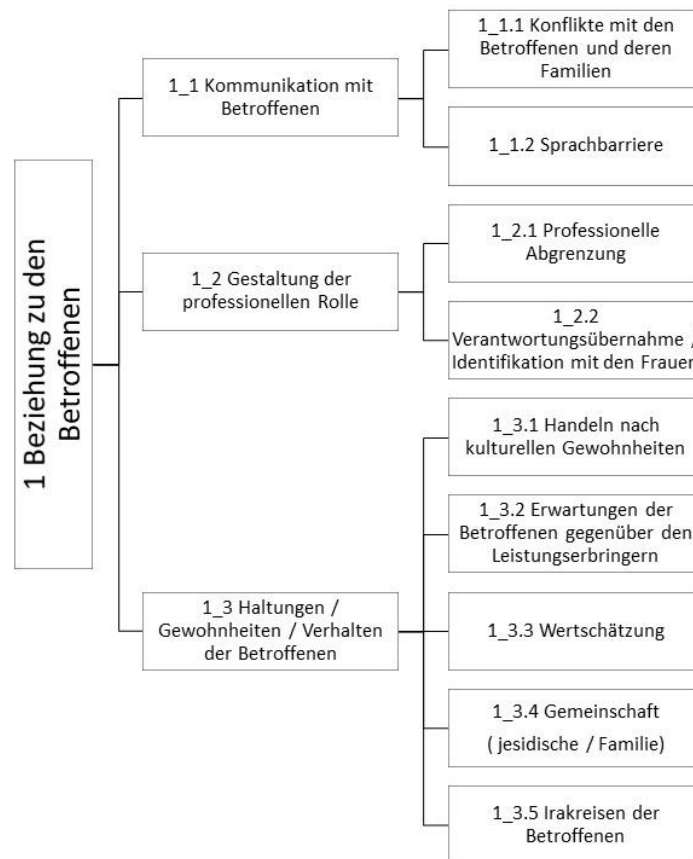 1 Beziehung zu den
Betroffenen
1_1 Kommunikation mit
Betroffenen
1_1.1 Konflikte mit den
Betroffenen und deren
Familien
1_1.2 Sprachbarriere
1_2 Gestaltung der
professionellen Rolle
1_2.1 Professionelle
Abgrenzung
1_2.2
Verantwortungsübernahme /
Identifikation mit den Frauen
1_3 Haltungen /
Gewohnheiten / Verhalten
der Betroffenen
1_3.1 Handeln nach
kulturellen Gewohnheiten
1_3.2 Erwartungen der
Betroffenen gegenüber den
Leistungserbringern
1_3.3 Wertschätzung
1_3.4 Gemeinschaft
( jesidische / Familie)
1_3.5 Irakreisen der
Betroffenen